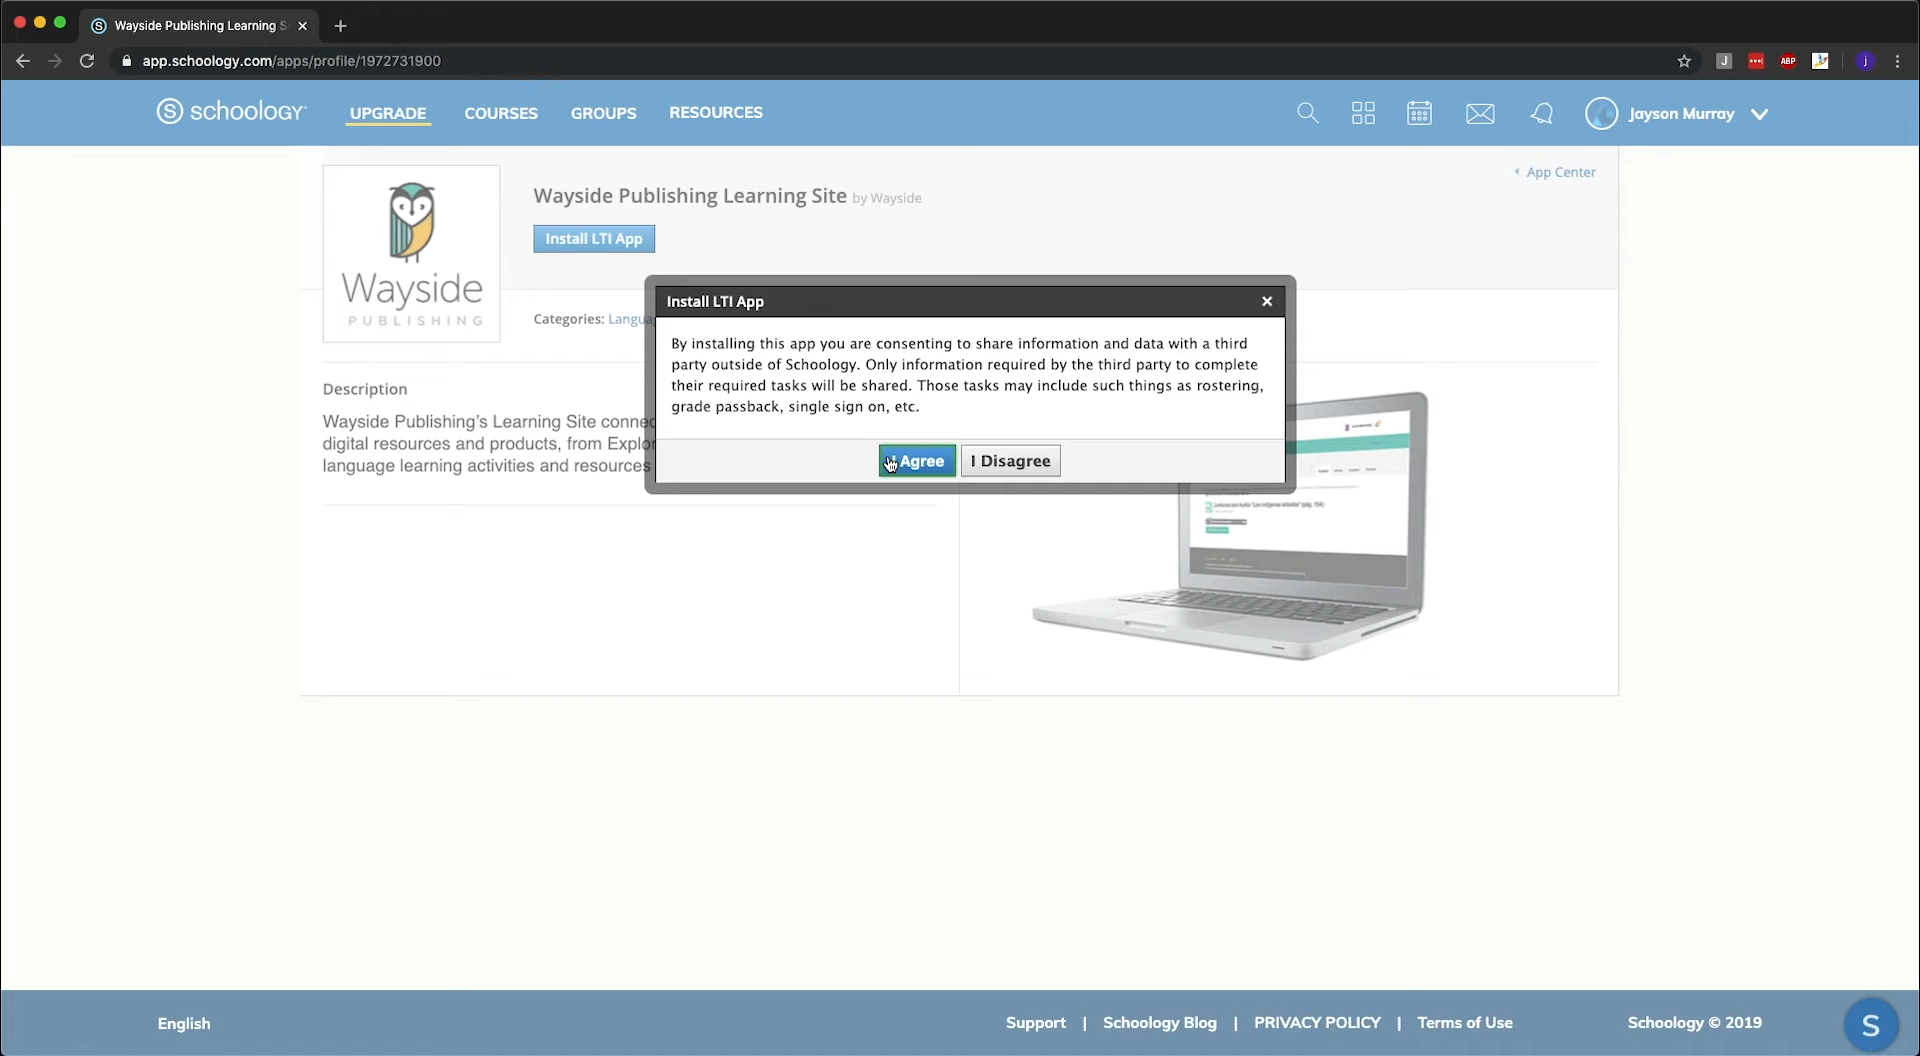 Wayside Publishing Learning S
app.schoology.com/apps/profile/1972731900
J
ABP
j
S schoology
UPGRADE COURSES GROUPS RESOURCES
Jayson Murray
App Center
Wayside Publishing Learning Site by Wayside
Install LTI App
Wayside
PUBLISHING
Categories:
Install LTI App
By installing this app you are consenting to share information and data with a third
party outside of Schoology. Only information required by the third party to complete
their required tasks will be shared. Those tasks may include such things as rostering,
grade passback, single sign on, etc.
Agree I Disagree
Description
Wayside Publishing's Learning Site connec
digital resources and products, from Explor
language learning activities and resources
English
Support | Schoology Blog | PRIVACY POLICY | Terms of Use
Schoology © 2019
S